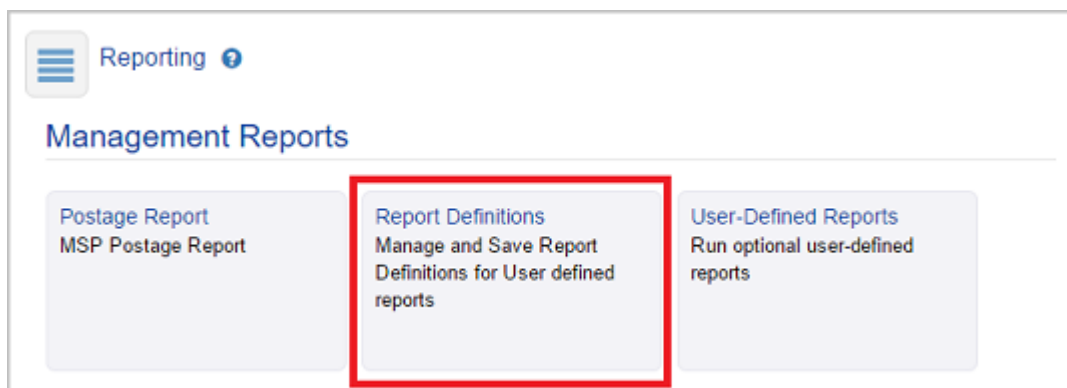 Reporting ?
Management Reports
Postage Report
MSP Postage Report
Report Definitions
Manage and Save Report
Definitions for User defined
reports
User-Defined Reports
Run optional user-defined
reports